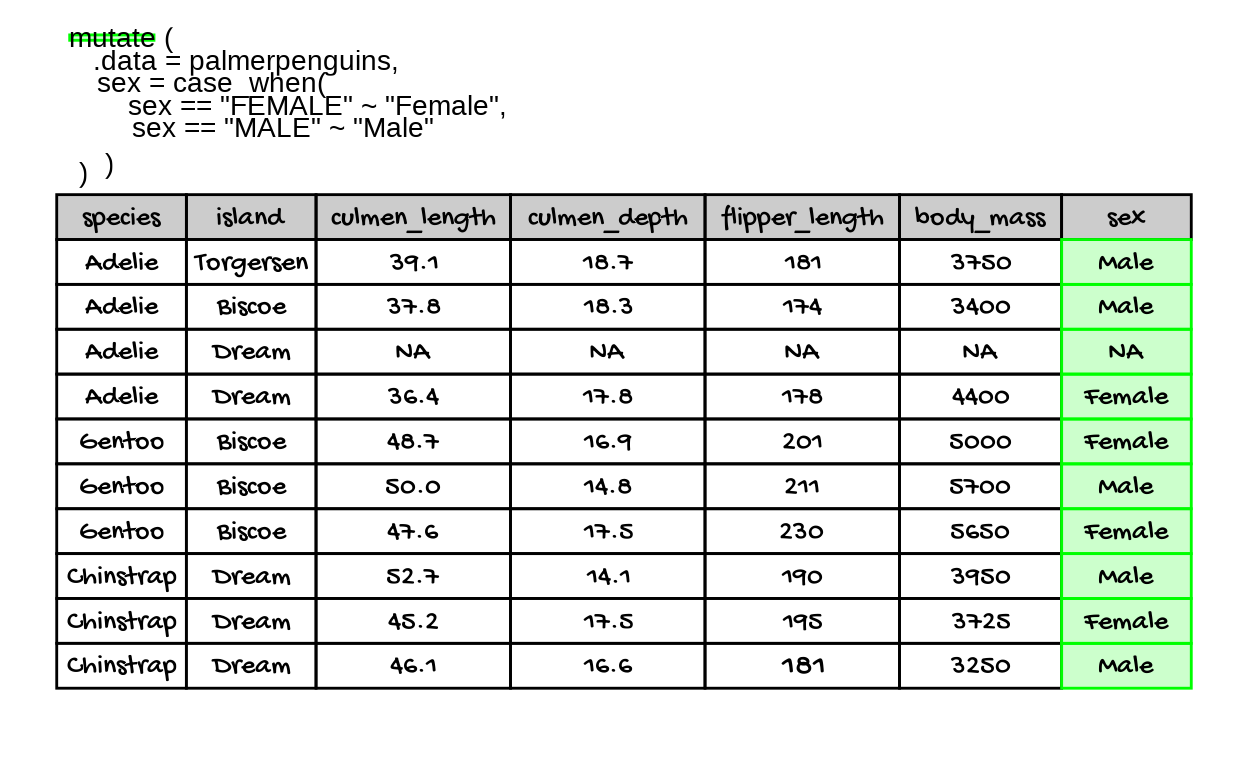 mutate (
.data = palmerpenguins,
sex = case_when(
sex == "FEMALE" ~ "Female",
sex == "MALE" ~ "Male"
)
)
species island culmen_length culmen_depth flipper_length body_mass sex
Adelie Torgersen 39.1 18.7 181 3750 Male
Adelie Biscoe 37.8 18.3 174 3400 Male
Adelie Dream NA NA NA NA NA
Adelie Dream 36.4 17.8 178 4400 Female
Gentoo Biscoe 48.7 16.9 201 5000 Female
Gentoo Biscoe 50.0 14.8 211 5700 Male
Gentoo Biscoe 47.6 17.5 230 5650 Female
Chinstrap Dream 52.7 14.1 190 3950 Male
Chinstrap Dream 45.2 17.5 195 3725 Female
Chinstrap Dream 46.1 16.6 181 3250 Male